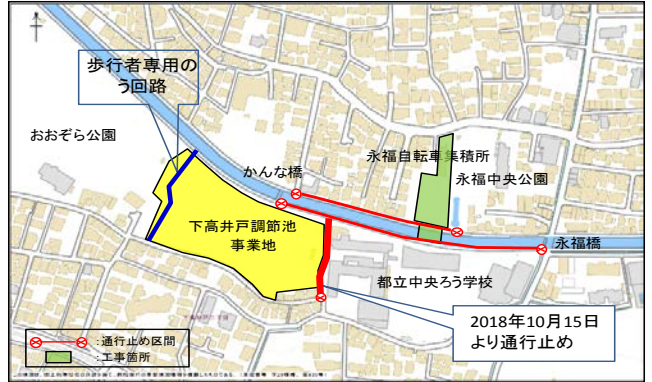 歩行者専用の
う回路
おおぞら公園
かんな橋
永福自転車集積所
永福中央公園
下高井戸調節池
事業地
永福橋
都立中央ろう学校
2018年10月15日
より通行止め
:通行止め区間
:工事箇所